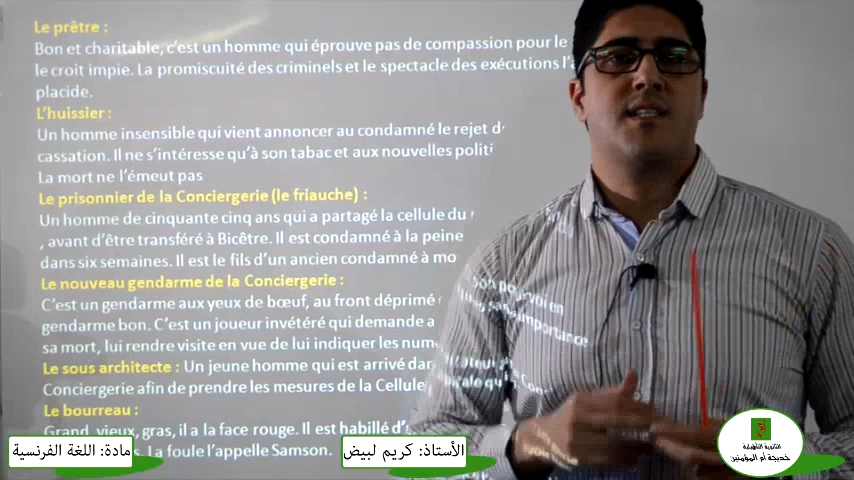 Le prêtre :
Bon et charitable, c'est un homme qui éprouve pas de compassion pour le
le croit impie. La promiscuité des criminels et le spectacle des exécutions l'a
placide.
L'huissier :
Un homme insensible qui vient annoncer au condamné le rejet d
cassation. Il ne s'intéresse qu'à son tabac et aux nouvelles politi
La mort ne l'émeut pas
Le prisonnier de la Conciergerie (le friauche) :
Un homme de cinquante cinq ans qui a partagé la cellule du
, avant d'être transféré à Bicêtre. Il est condamné à la peine
dans six semaines. Il est le fils d'un ancien condamné à mo
Le nouveau gendarme de la Conciergerie :
C'est un gendarme aux yeux de bœuf, au front déprimé
pourvoi en
gendarme bon. C'est un joueur invétéré qui demande a
importance
sa mort, lui rendre visite en vue de lui indiquer les numé
Le sous architecte : Un jeune homme qui est arrivé dan
Conciergerie afin de prendre les mesures de la Cellule
Le bourreau :
Grand, vieux, gras, il a la face rouge. Il est habillé d'
. La foule l'appelle Samson.
مادة: اللغة الفرنسية
الأستاذ: كريم لبيض
الثانوية التأهيلية
خديجة أم المؤمنين